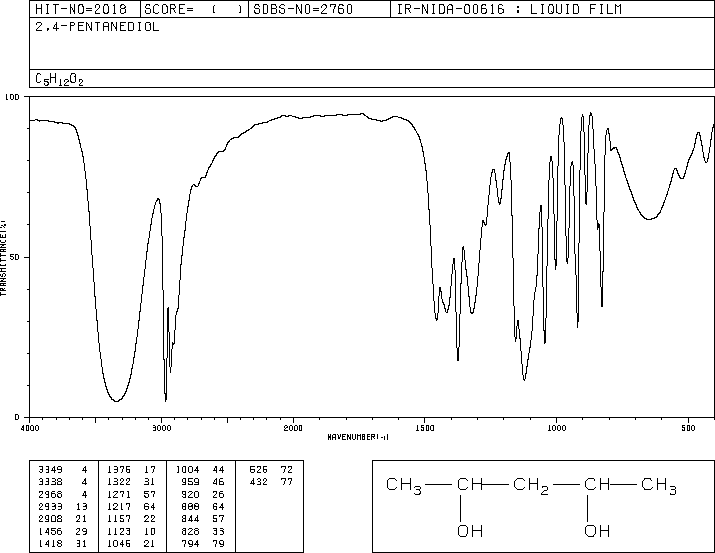 HIT-NO=2018 SCORE= ( ) SDBS-NO=2760 IR-NIDA-00616 : LIQUID FILM
2,4-PENTANEDIOL
C5H12O2
100
50
0
TRANSMITTANCE(%)
4000 3000 2000 1500 1000 500
WAVENUMBER(-1)
3349 4 1376 17 1004 44 526 72
3338 4 1322 31 959 46 432 77
2968 4 1271 57 920 26
2933 13 1217 64 888 64
2908 21 1157 22 844 57
1456 29 1123 10 828 33
1418 31 1046 21 794 79
CH3 CH CH2 CH CH3
OH OH